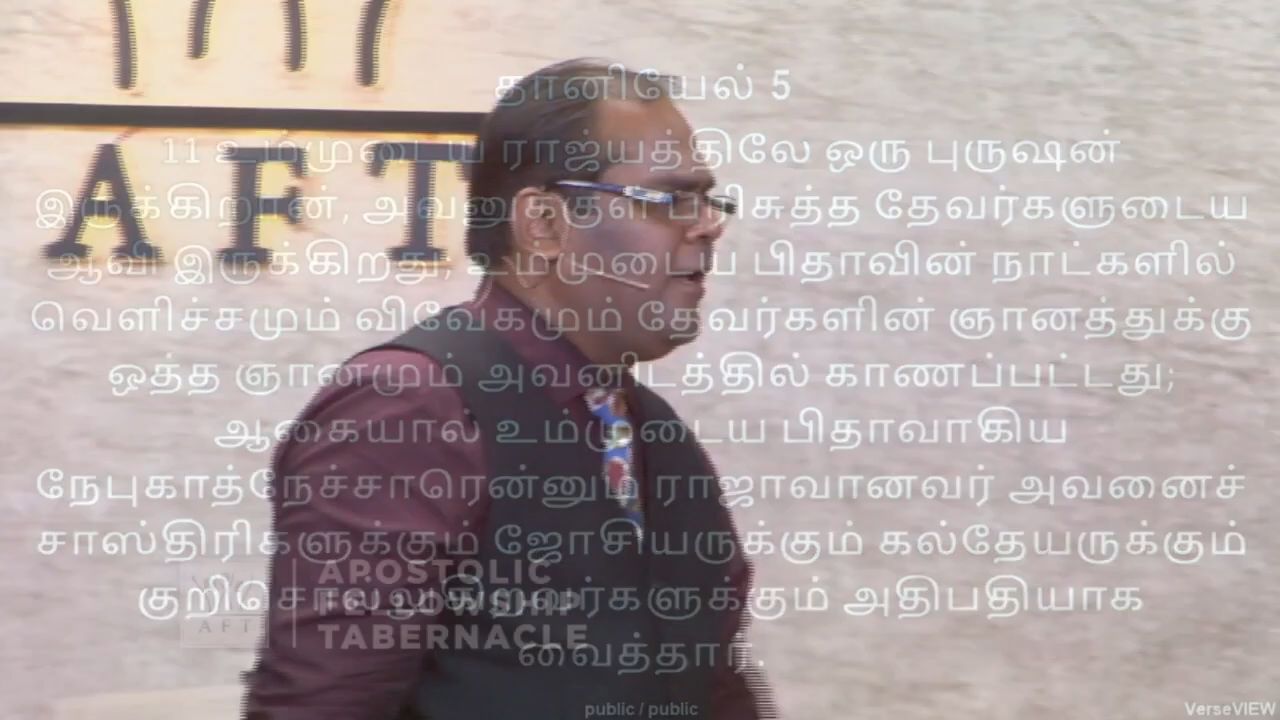 தானியேல் 5
11 உம்முடைய ராஜ்யத்திலே ஒரு புருஷன்
இருக்கிறான், அவனுக்குள் பரிசுத்த தேவர்களுடைய
ஆவி இருக்கிறது; உம்முடைய பிதாவின் நாட்களில்
வெளிச்சமும் விவேகமும் தேவர்களின் ஞானத்துக்கு
ஒத்த ஞானமும் அவனிடத்தில் காணப்பட்டது;
ஆகையால் உம்முடைய பிதாவாகிய
நேபுகாத்நேச்சாரென்னும் ராஜாவானவர் அவனைச்
சாஸ்திரிகளுக்கும் ஜோசியருக்கும் கல்தேயருக்கும்
குறிசொல்லுகிறவர்களுக்கும் அதிபதியாக
வைத்தார்.
AFT
AFT
APOSTOLIC
FELLOWSHIP
TABERNACLE
public / public
VerseVIEW